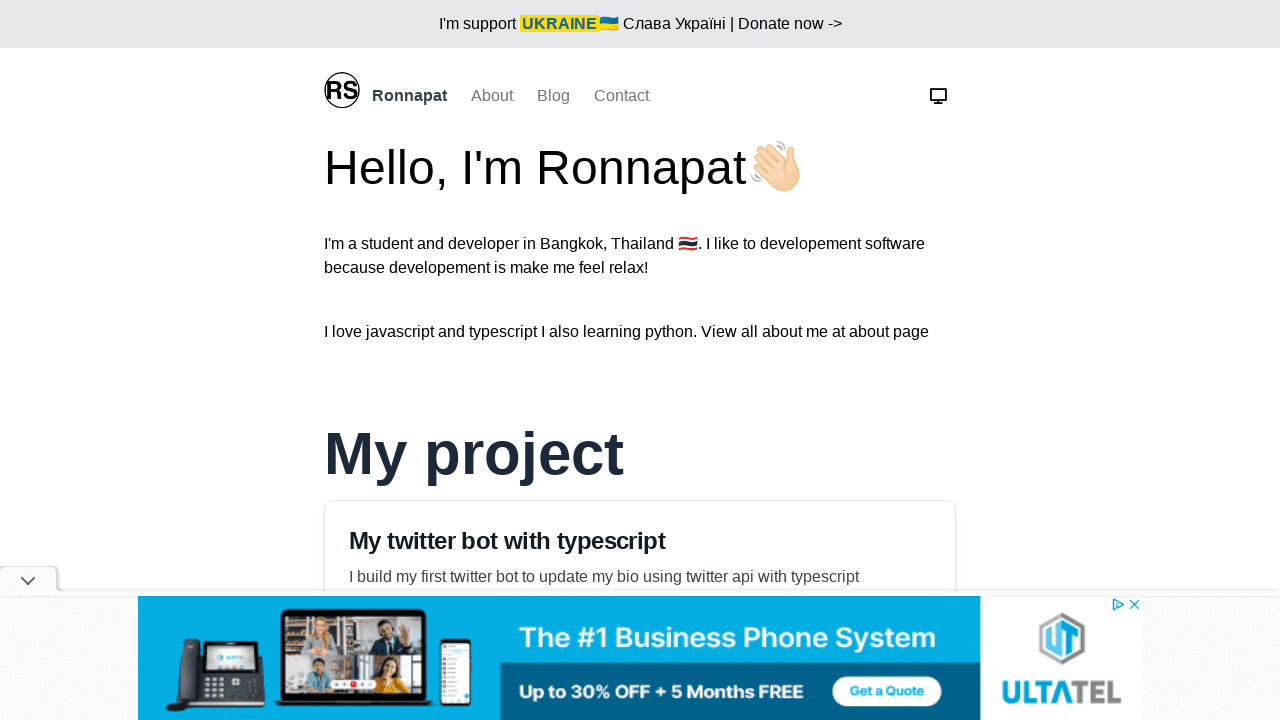 I'm support UKRAINE🇺🇦 Слава Україні | Donate now ->
RS Ronnapat About Blog Contact
Hello, I'm Ronnapat👋🏻
I'm a student and developer in Bangkok, Thailand 🇹🇭. I like to developement software
because developement is make me feel relax!
I love javascript and typescript I also learning python. View all about me at about page
My project
My twitter bot with typescript
I build my first twitter bot to update my bio using twitter api with typescript
The #1 Business Phone System
Up to 30% OFF + 5 Months FREE
Get a Quote
UT
ULTATEL